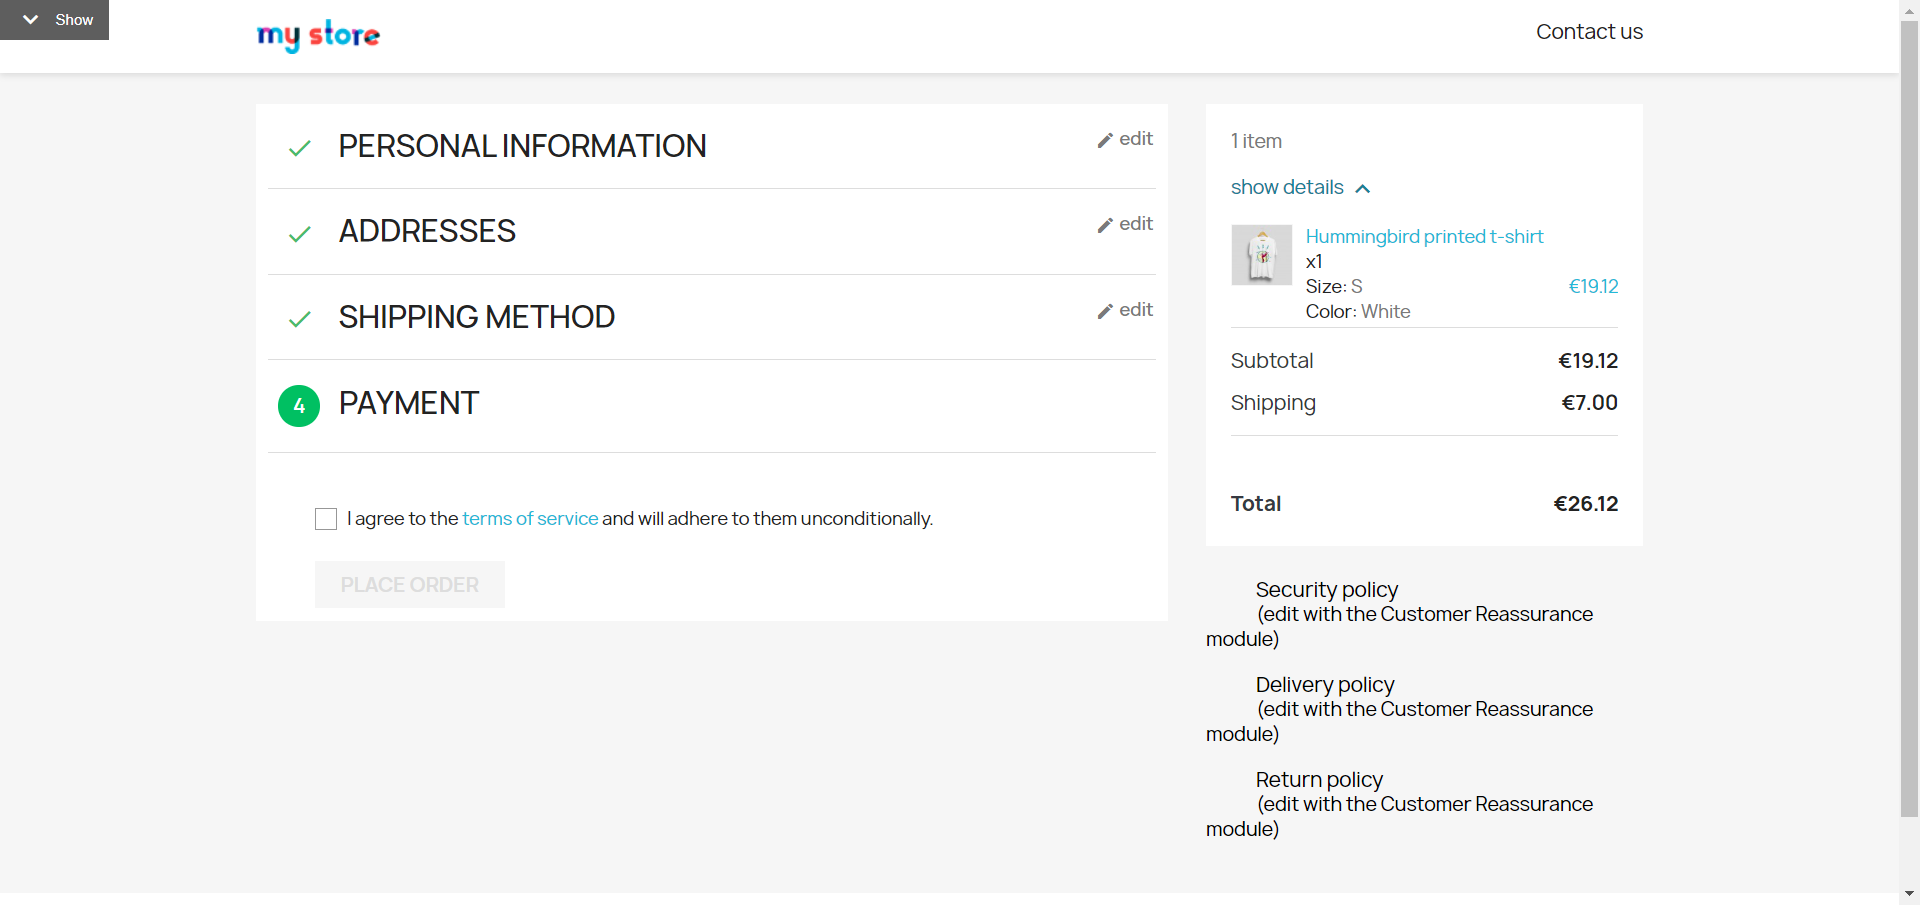 Show
my store
Contact us
PERSONAL INFORMATION
edit
ADDRESSES
edit
SHIPPING METHOD
edit
4 PAYMENT
I agree to the terms of service and will adhere to them unconditionally.
PLACE ORDER
1 item
show details
Hummingbird printed t-shirt
x1
Size: S €19.12
Color: White
Subtotal €19.12
Shipping €7.00
Total €26.12
Security policy
(edit with the Customer Reassurance
module)
Delivery policy
(edit with the Customer Reassurance
module)
Return policy
(edit with the Customer Reassurance
module)